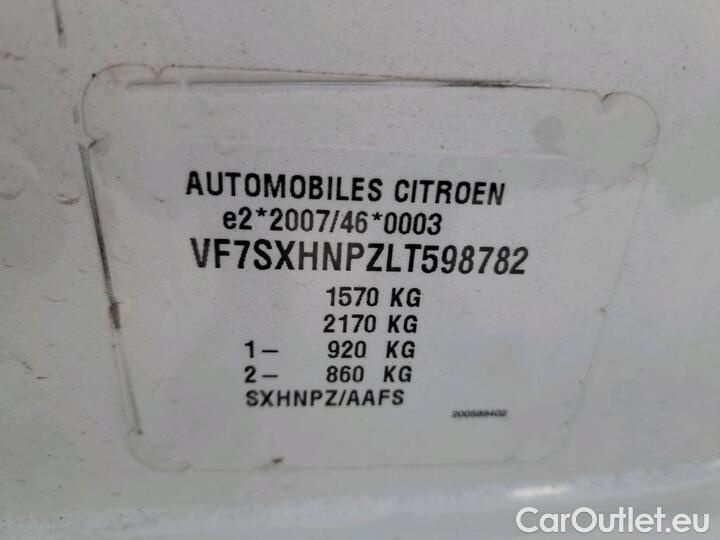 AUTOMOBILES CITROEN
e2*2007/46*0003
VF7SXHNPZLT598782
1570 KG
2170 KG
1- 920 KG
2- 860 KG
SXHNPZ/AAFS
200589402
CarOutlet.eu